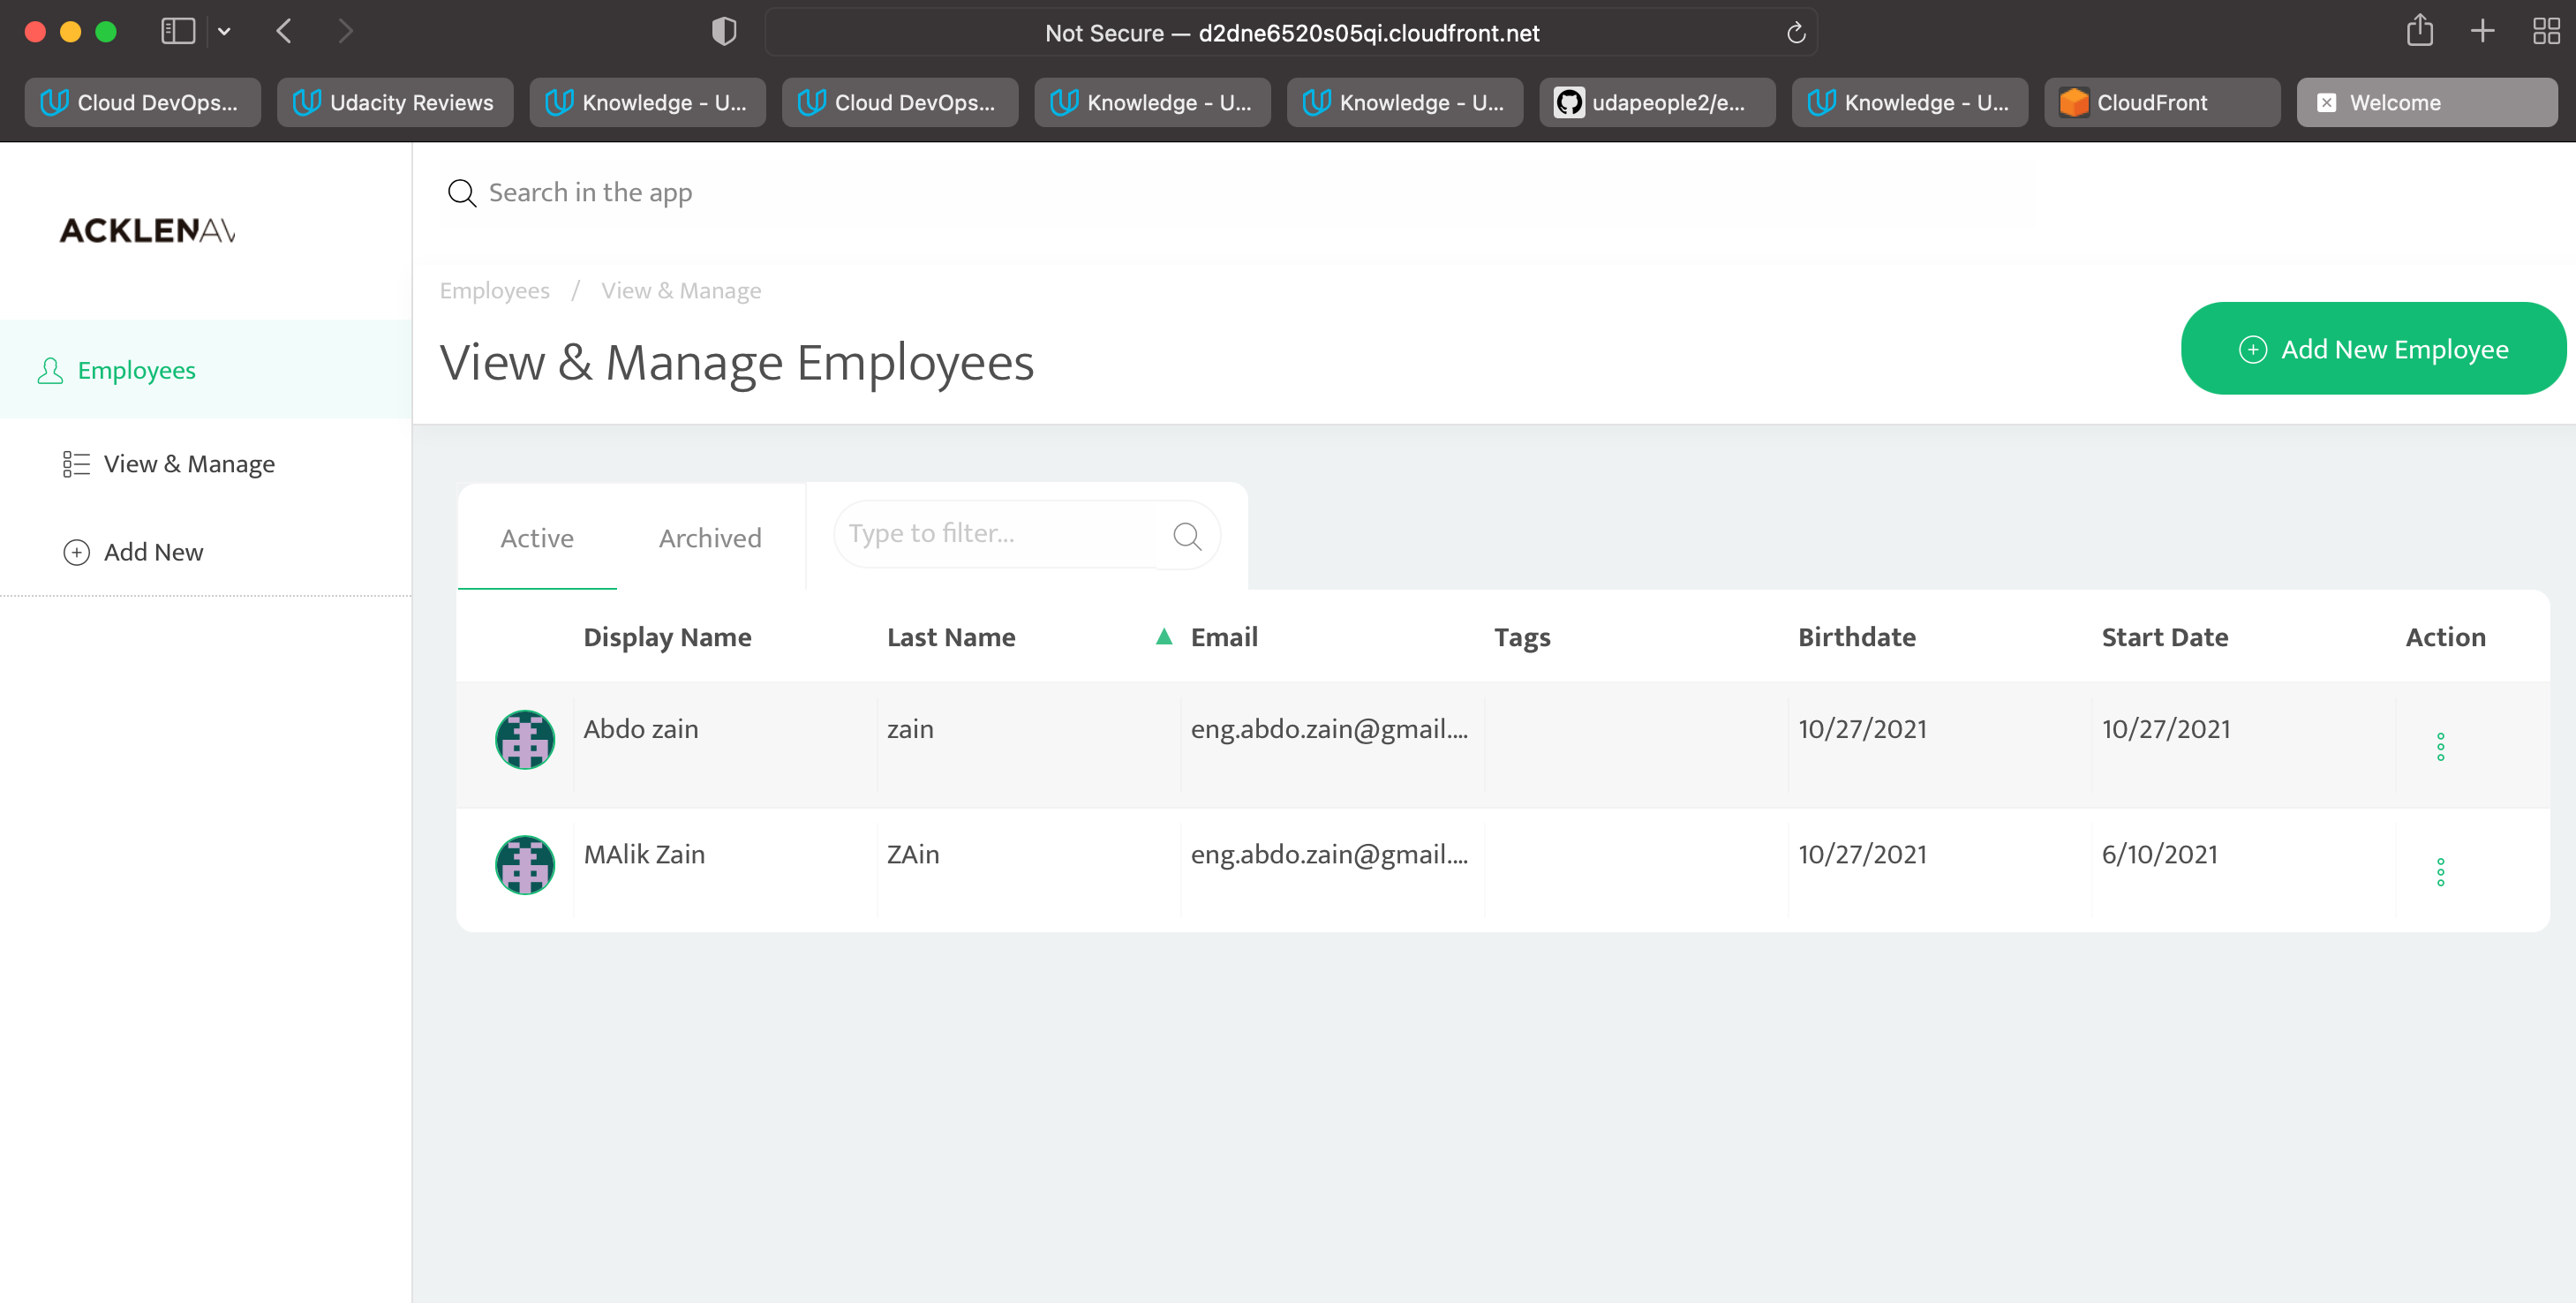 Not Secure — d2dne6520s05qi.cloudfront.net
Cloud DevOps... Udacity Reviews Knowledge - U... Cloud DevOps... Knowledge - U... Knowledge - U... udapeople2/e... Knowledge - U... CloudFront Welcome
ACKLENAV
Search in the app
Employees / View & Manage
View & Manage Employees
Add New Employee
Employees
View & Manage
Add New
Active Archived Type to filter...
Display Name Last Name ▲ Email Tags Birthdate Start Date Action
Abdo zain zain eng.abdo.zain@gmail.... 10/27/2021 10/27/2021
MAlik Zain ZAin eng.abdo.zain@gmail.... 10/27/2021 6/10/2021